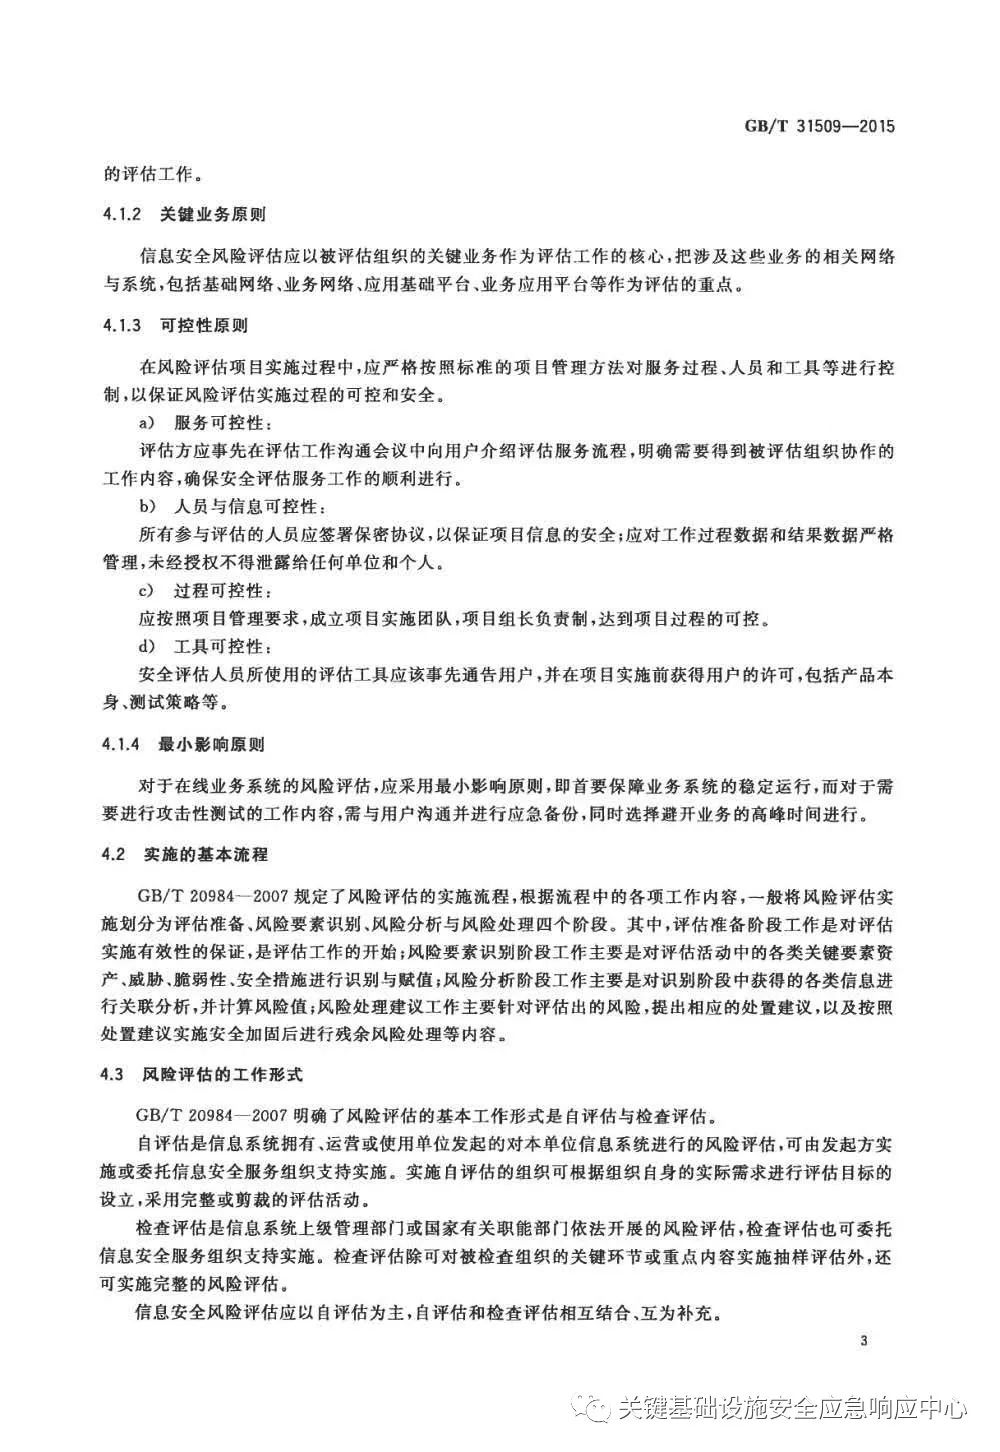 GB/T 31509—2015
的评估工作。
4.1.2 关键业务原则
信息安全风险评估应以被评估组织的关键业务作为评估工作的核心,把涉及这些业务的相关网络
与系统,包括基础网络、业务网络、应用基础平台、业务应用平台等作为评估的重点。
4.1.3 可控性原则
在风险评估项目实施过程中,应严格按照标准的项目管理方法对服务过程、人员和工具等进行控
制,以保证风险评估实施过程的可控和安全。
a) 服务可控性:
评估方应事先在评估工作沟通会议中向用户介绍评估服务流程,明确需要得到被评估组织协作的
工作内容,确保安全评估服务工作的顺利进行。
b) 人员与信息可控性:
所有参与评估的人员应签署保密协议,以保证项目信息的安全;应对工作过程数据和结果数据严格
管理,未经授权不得泄露给任何单位和个人。
c) 过程可控性:
应按照项目管理要求,成立项目实施团队,项目组长负责制,达到项目过程的可控。
d) 工具可控性:
安全评估人员所使用的评估工具应该事先通告用户,并在项目实施前获得用户的许可,包括产品本
身、测试策略等。
4.1.4 最小影响原则
对于在线业务系统的风险评估,应采用最小影响原则,即首要保障业务系统的稳定运行,而对于需
要进行攻击性测试的工作内容,需与用户沟通并进行应急备份,同时选择避开业务的高峰时间进行。
4.2 实施的基本流程
GB/T 20984—2007 规定了风险评估的实施流程,根据流程中的各项工作内容,一般将风险评估实
施划分为评估准备、风险要素识别、风险分析与风险处理四个阶段。其中,评估准备阶段工作是对评估
实施有效性的保证,是评估工作的开始;风险要素识别阶段工作主要是对评估活动中的各类关键要素资
产、威胁、脆弱性、安全措施进行识别与赋值;风险分析阶段工作主要是对识别阶段中获得的各类信息进
行关联分析,并计算风险值;风险处理建议工作主要针对评估出的风险,提出相应的处置建议,以及按照
处置建议实施安全加固后进行残余风险处理等内容。
4.3 风险评估的工作形式
GB/T 20984—2007 明确了风险评估的基本工作形式是自评估与检查评估。
自评估是信息系统拥有、运营或使用单位发起的对本单位信息系统进行的风险评估,可由发起方实
施或委托信息安全服务组织支持实施。实施自评估的组织可根据组织自身的实际需求进行评估目标的
设立,采用完整或剪裁的评估活动。
检查评估是信息系统上级管理部门或国家有关职能部门依法开展的风险评估,检查评估也可委托
信息安全服务组织支持实施。检查评估除可对被检查组织的关键环节或重点内容实施抽样评估外,还
可实施完整的风险评估。
信息安全风险评估应以自评估为主,自评估和检查评估相互结合、互为补充。
3
关键基础设施安全应急响应中心